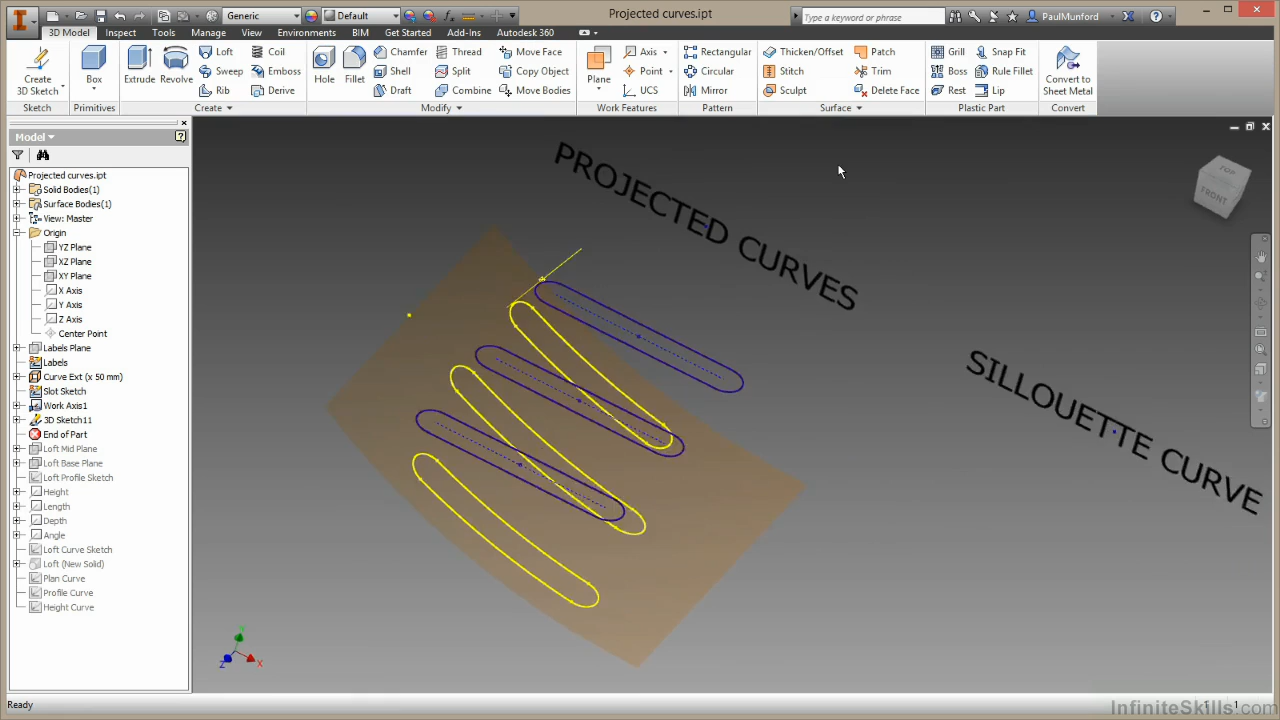 Generic
Default
Projected curves.ipt
Type a keyword or phrase
PaulMunford
3D Model Inspect Tools Manage View Environments BIM Get Started Add-Ins Autodesk 360
Create
3D Sketch
Sketch
Box
Primitives
Extrude
Revolve
Loft
Sweep
Rib
Coil
Emboss
Derive
Create
Hole
Fillet
Chamfer
Shell
Draft
Thread
Split
Combine
Move Face
Copy Object
Move Bodies
Modify
Plane
Axis
Point
UCS
Work Features
Rectangular
Circular
Mirror
Pattern
Thicken/Offset
Stitch
Sculpt
Patch
Trim
Delete Face
Surface
Grill
Boss
Rest
Snap Fit
Rule Fillet
Lip
Plastic Part
Convert to
Sheet Metal
Convert
Model
Projected curves.ipt
Solid Bodies(1)
Surface Bodies(1)
View: Master
Origin
YZ Plane
XZ Plane
XY Plane
X Axis
Y Axis
Z Axis
Center Point
Labels Plane
Labels
Curve Ext (x 50 mm)
Slot Sketch
Work Axis1
3D Sketch11
End of Part
Loft Mid Plane
Loft Base Plane
Loft Profile Sketch
Height
Length
Depth
Angle
Loft Curve Sketch
Loft (New Solid)
Plan Curve
Profile Curve
Height Curve
PROJECTED CURVES
SILLOUETTE CURVE
TOP
FRONT
Y
Z
X
Ready
1
1
InfiniteSkills.com